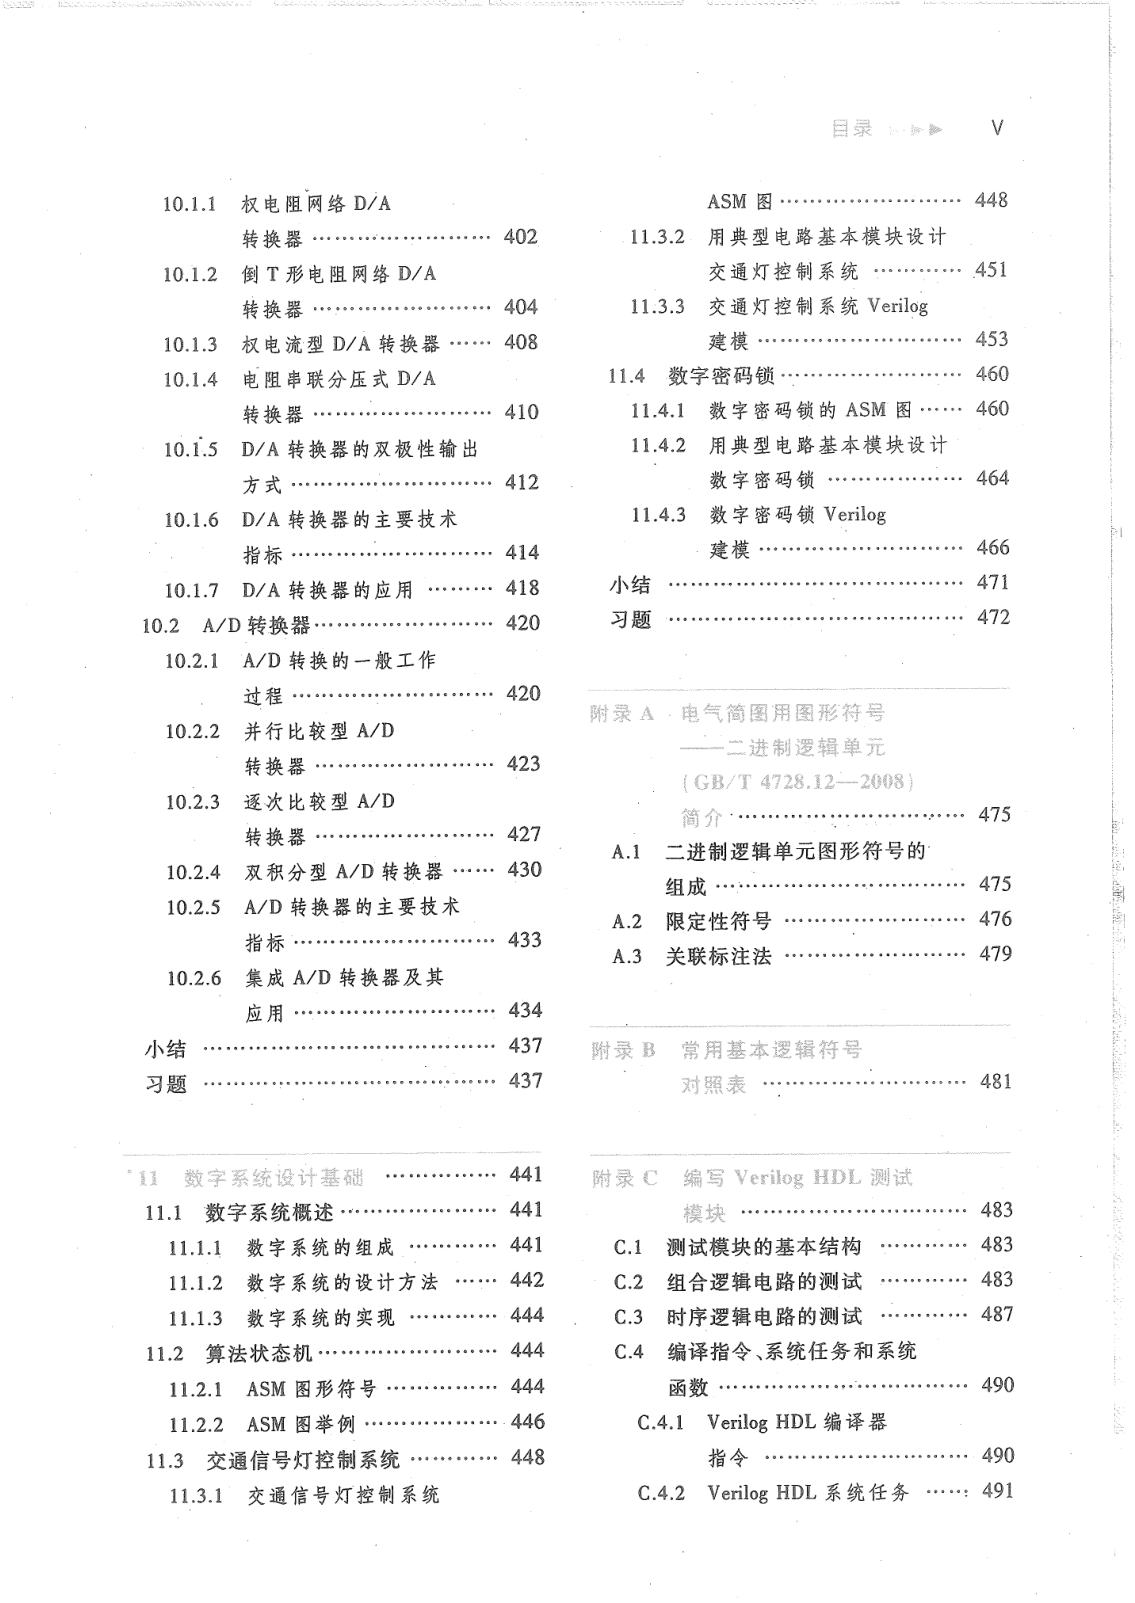 目录 V
10.1.1 权电阻网络 D/A
转换器 …………………… 402
10.1.2 倒 T 形电阻网络 D/A
转换器 …………………… 404
10.1.3 权电流型 D/A 转换器 …… 408
10.1.4 电阻串联分压式 D/A
转换器 …………………… 410
10.1.5 D/A 转换器的双极性输出
方式 ……………………… 412
10.1.6 D/A 转换器的主要技术
指标 ……………………… 414
10.1.7 D/A 转换器的应用 ……… 418
10.2 A/D 转换器…………………… 420
10.2.1 A/D 转换的一般工作
过程 ……………………… 420
10.2.2 并行比较型 A/D
转换器 …………………… 423
10.2.3 逐次比较型 A/D
转换器 …………………… 427
10.2.4 双积分型 A/D 转换器 …… 430
10.2.5 A/D 转换器的主要技术
指标 ……………………… 433
10.2.6 集成 A/D 转换器及其
应用 ……………………… 434
小结 ………………………………… 437
习题 ………………………………… 437
*11 数字系统设计基础 …………… 441
11.1 数字系统概述………………… 441
11.1.1 数字系统的组成 ………… 441
11.1.2 数字系统的设计方法 …… 442
11.1.3 数字系统的实现 ………… 444
11.2 算法状态机…………………… 444
11.2.1 ASM 图形符号 …………… 444
11.2.2 ASM 图举例 ……………… 446
11.3 交通信号灯控制系统 ………… 448
11.3.1 交通信号灯控制系统
ASM 图 …………………… 448
11.3.2 用典型电路基本模块设计
交通灯控制系统 ………… 451
11.3.3 交通灯控制系统 Verilog
建模 ……………………… 453
11.4 数字密码锁 …………………… 460
11.4.1 数字密码锁的 ASM 图 …… 460
11.4.2 用典型电路基本模块设计
数字密码锁 ……………… 464
11.4.3 数字密码锁 Verilog
建模 ……………………… 466
小结 ………………………………… 471
习题 ………………………………… 472
附录 A 电气简图用图形符号
——二进制逻辑单元
(GB/T 4728.12—2008)
简介 ………………………… 475
A.1 二进制逻辑单元图形符号的
组成 …………………………… 475
A.2 限定性符号 …………………… 476
A.3 关联标注法 …………………… 479
附录 B 常用基本逻辑符号
对照表 ……………………… 481
附录 C 编写 Verilog HDL 测试
模块 ………………………… 483
C.1 测试模块的基本结构 ………… 483
C.2 组合逻辑电路的测试 ………… 483
C.3 时序逻辑电路的测试 ………… 487
C.4 编译指令、系统任务和系统
函数 …………………………… 490
C.4.1 Verilog HDL 编译器
指令 ……………………… 490
C.4.2 Verilog HDL 系统任务 …… 491